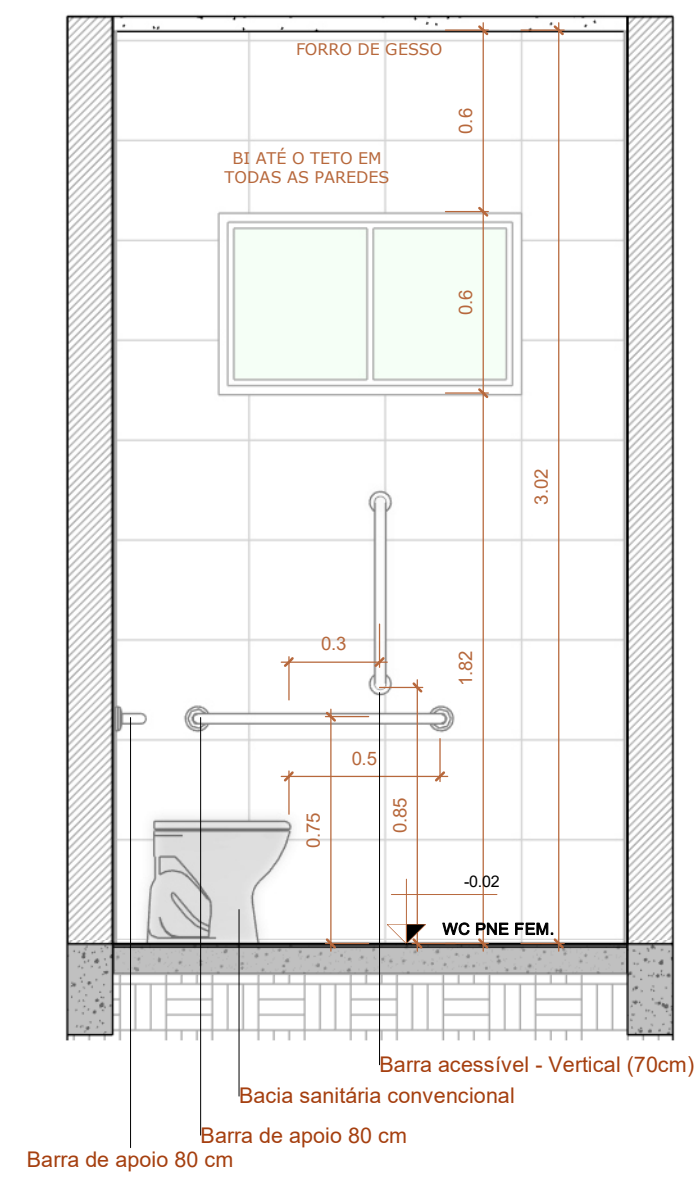 FORRO DE GESSO
0.6
BI ATÉ O TETO EM
TODAS AS PAREDES
0.6
3.02
0.3
1.82
0.5
0.75
0.85
-0.02
WC PNE FEM.
Barra acessível - Vertical (70cm)
Bacia sanitária convencional
Barra de apoio 80 cm
Barra de apoio 80 cm